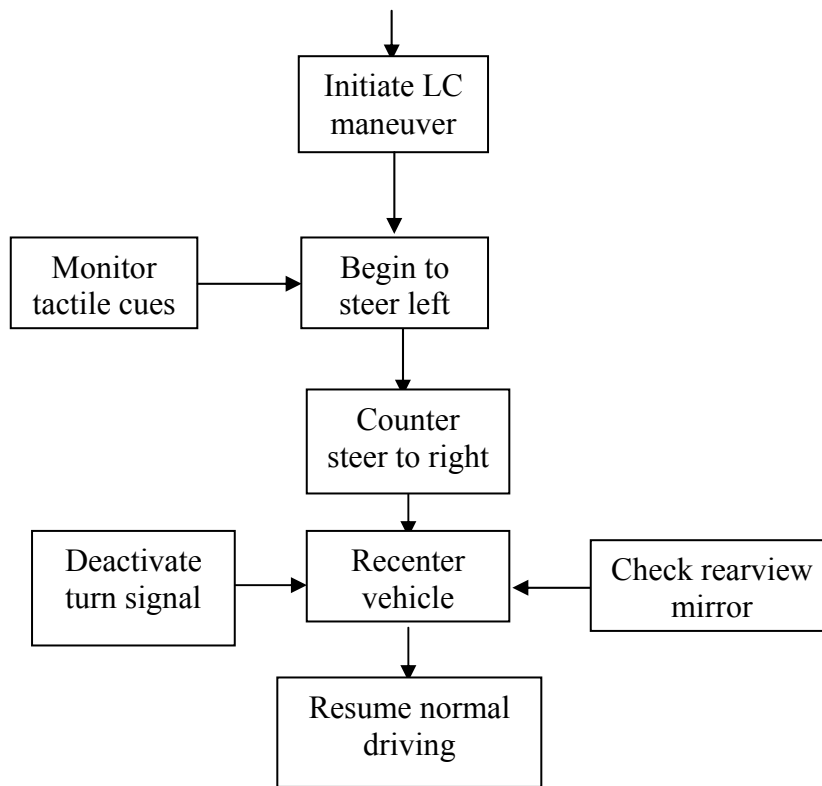 Initiate LC
maneuver
Monitor
tactile cues
Begin to
steer left
Counter
steer to right
Deactivate
turn signal
Recenter
vehicle
Check rearview
mirror
Resume normal
driving